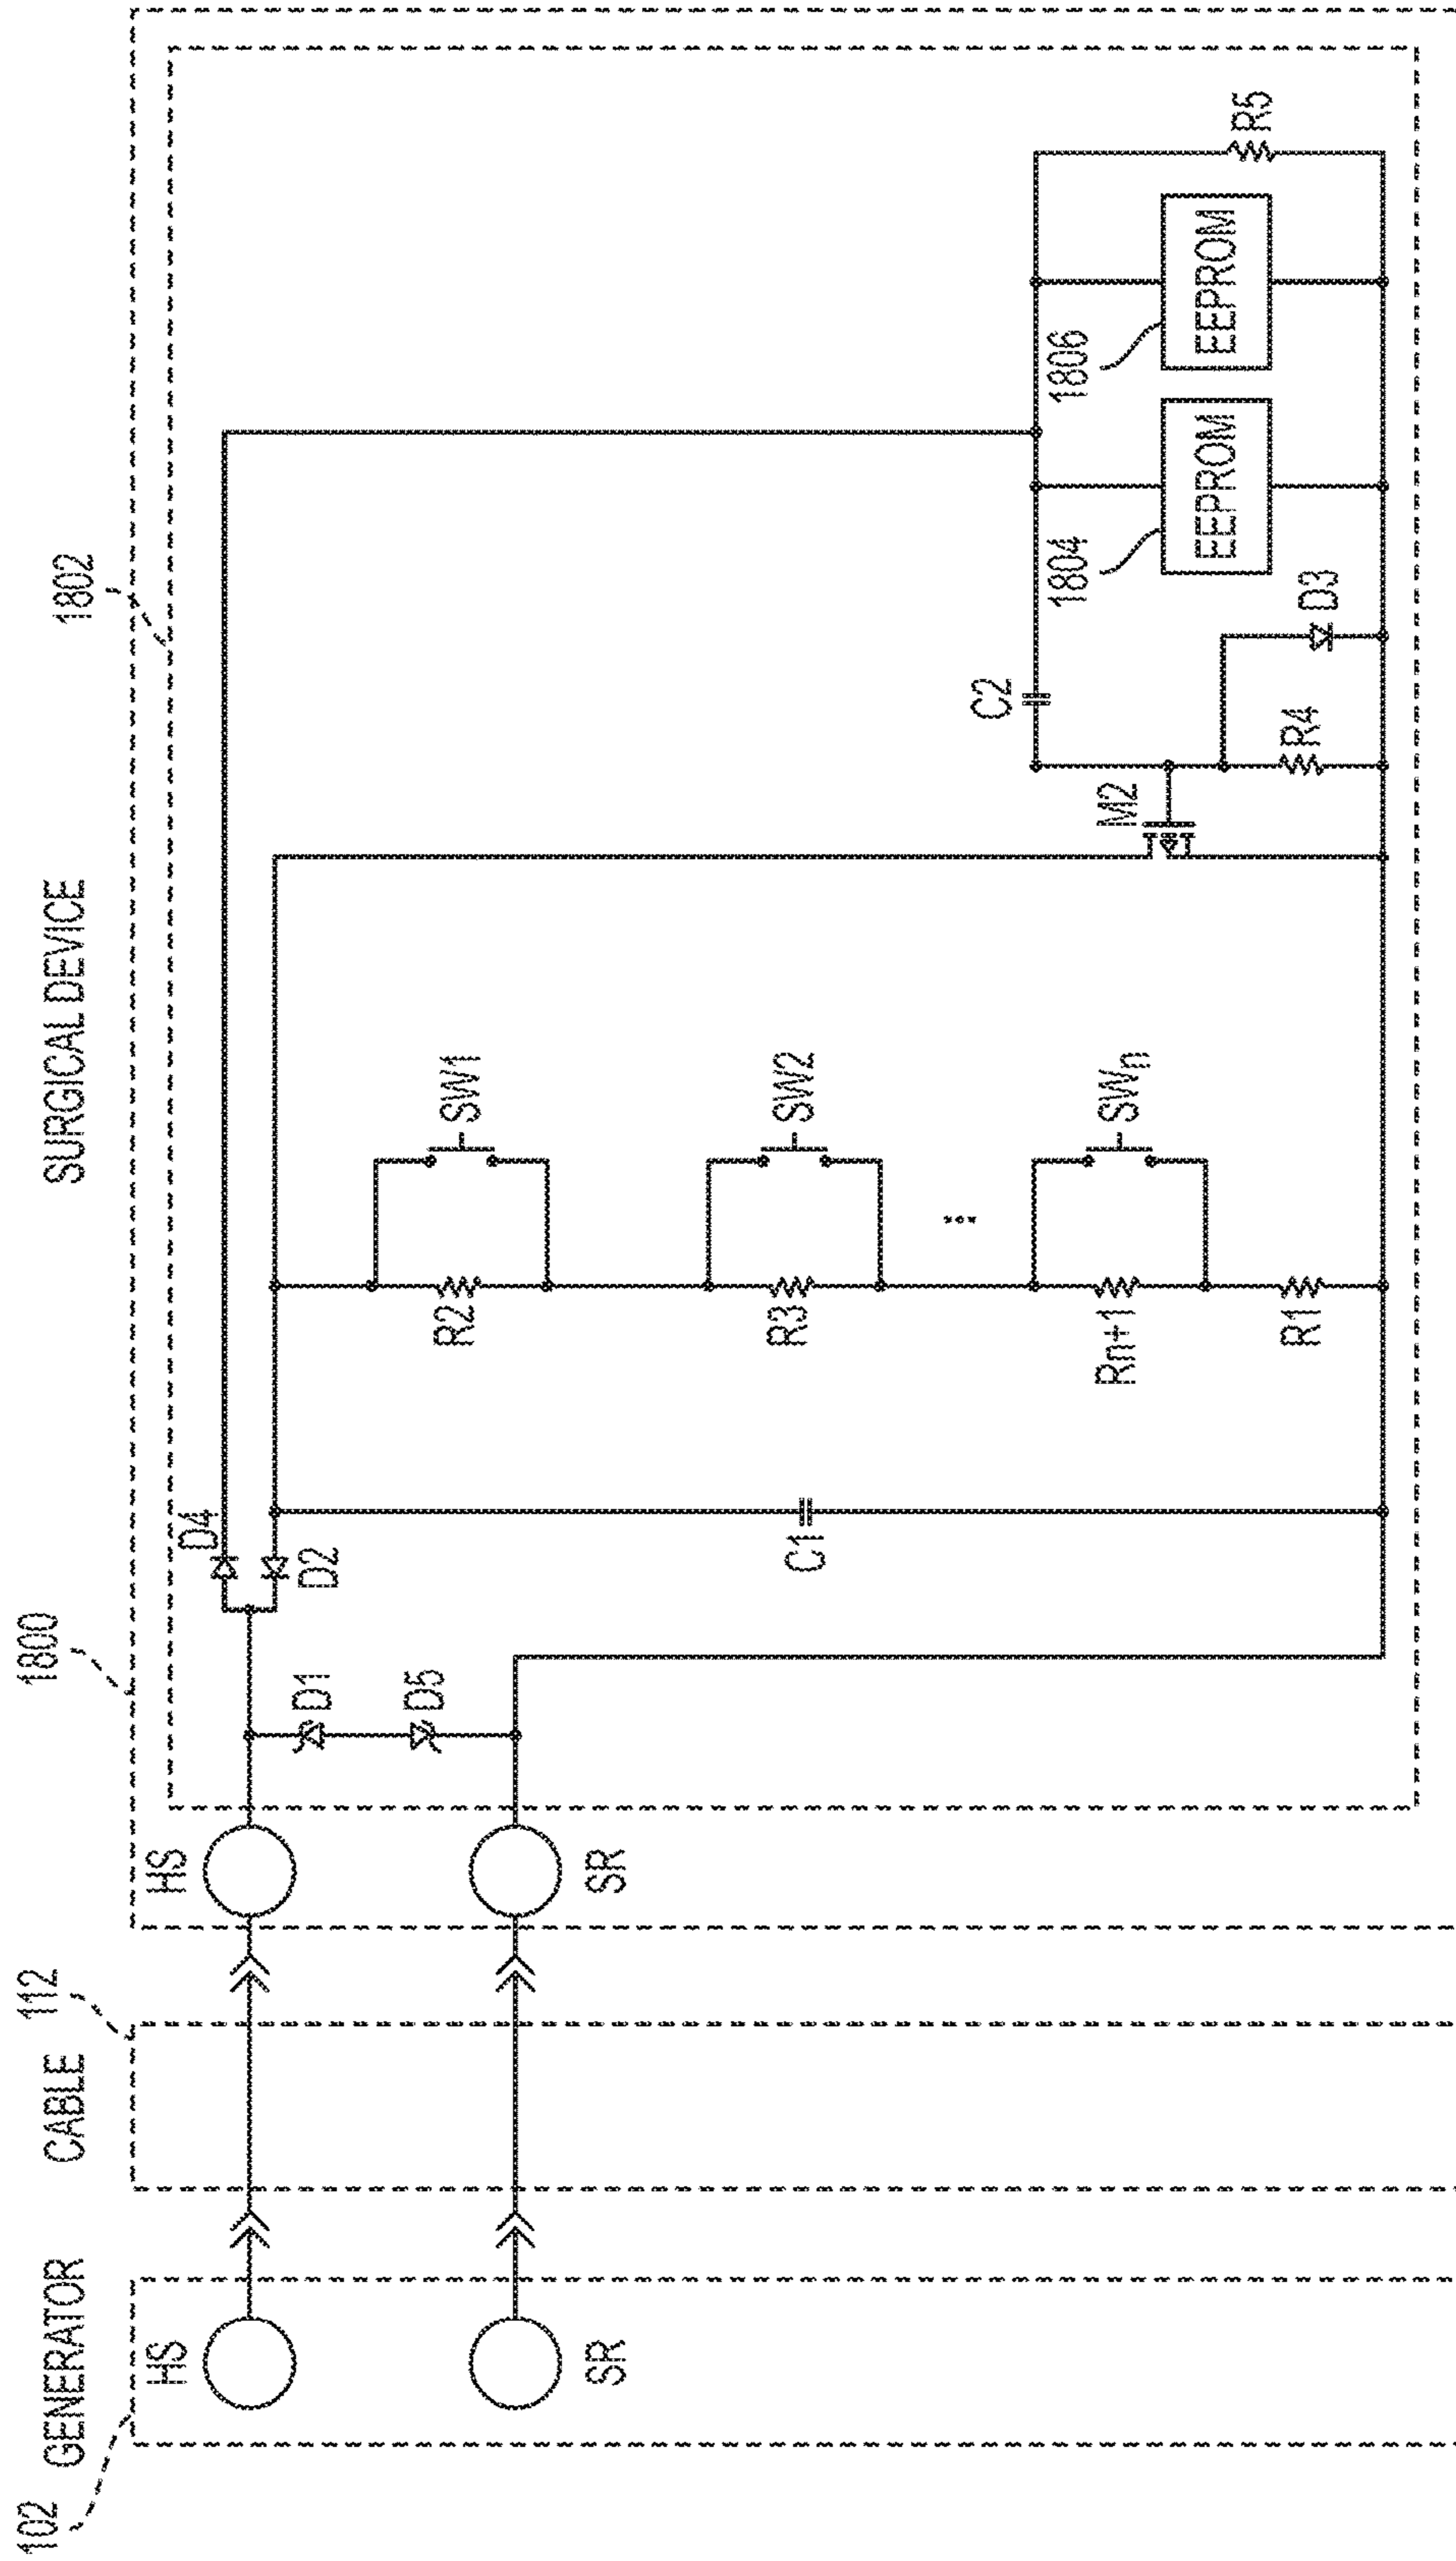 102
GENERATOR
CABLE
112
1800
SURGICAL DEVICE
1802
HS
SR
HS
SR
D1
D5
D4
D2
C1
R2
SW1
R3
SW2
...
Rn+1
SWn
R1
M2
C2
R4
D3
1804
EEPROM
1806
EEPROM
R5